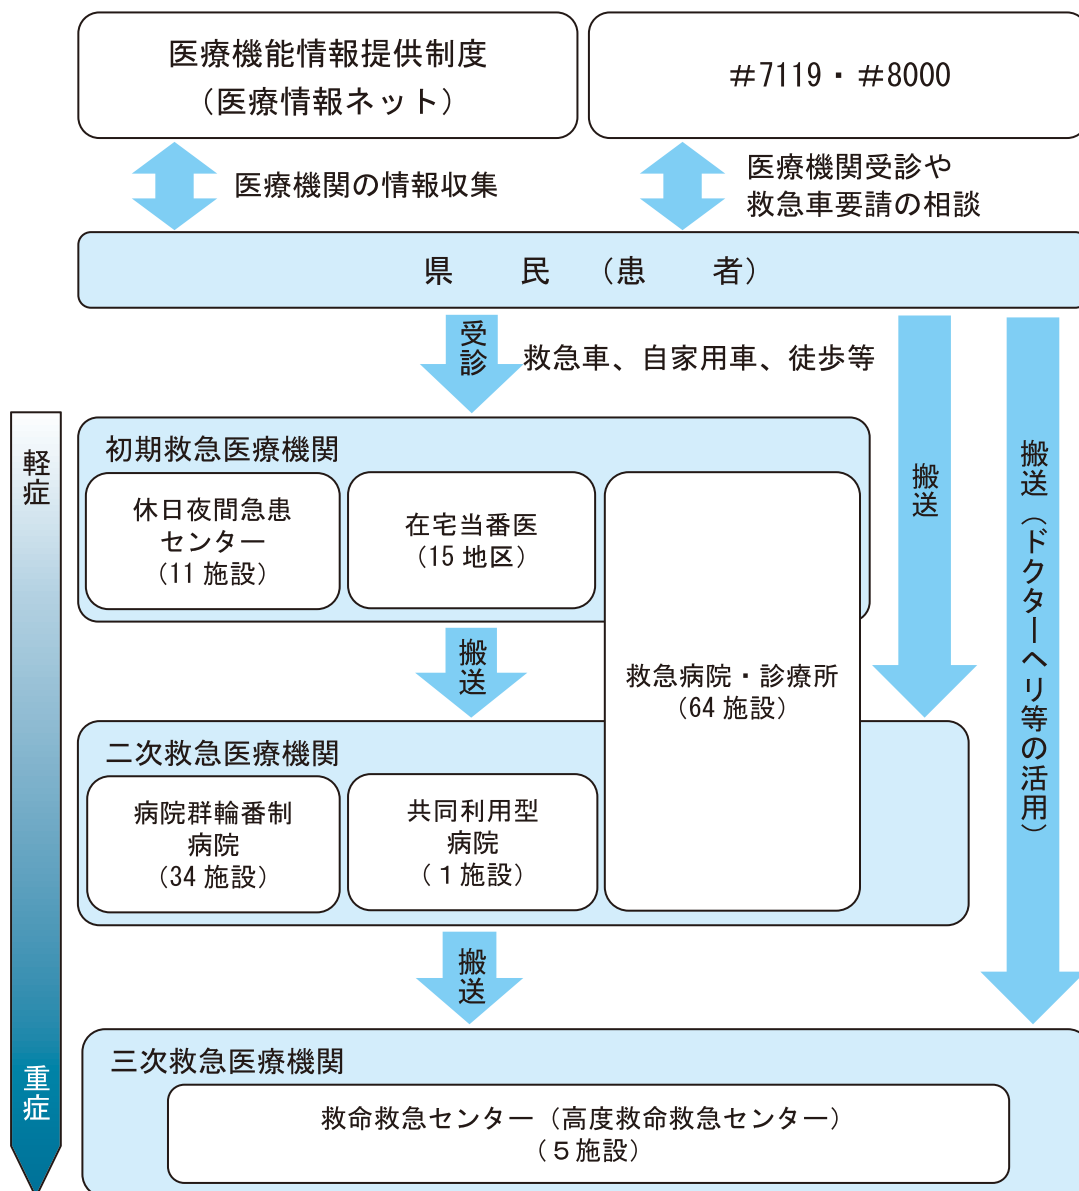 医療機能情報提供制度
（医療情報ネット）
＃7119・＃8000
医療機関の情報収集
医療機関受診や
救急車要請の相談
県　民（患　者）
受診
救急車、自家用車、徒歩等
搬送
搬送（ドクターヘリ等の活用）
軽症
初期救急医療機関
休日夜間急患
センター
（11 施設）
在宅当番医
（15 地区）
救急病院・診療所
（64 施設）
搬送
二次救急医療機関
病院群輪番制
病院
（34 施設）
共同利用型
病院
（１施設）
搬送
重症
三次救急医療機関
救命救急センター（高度救命救急センター）
（５施設）